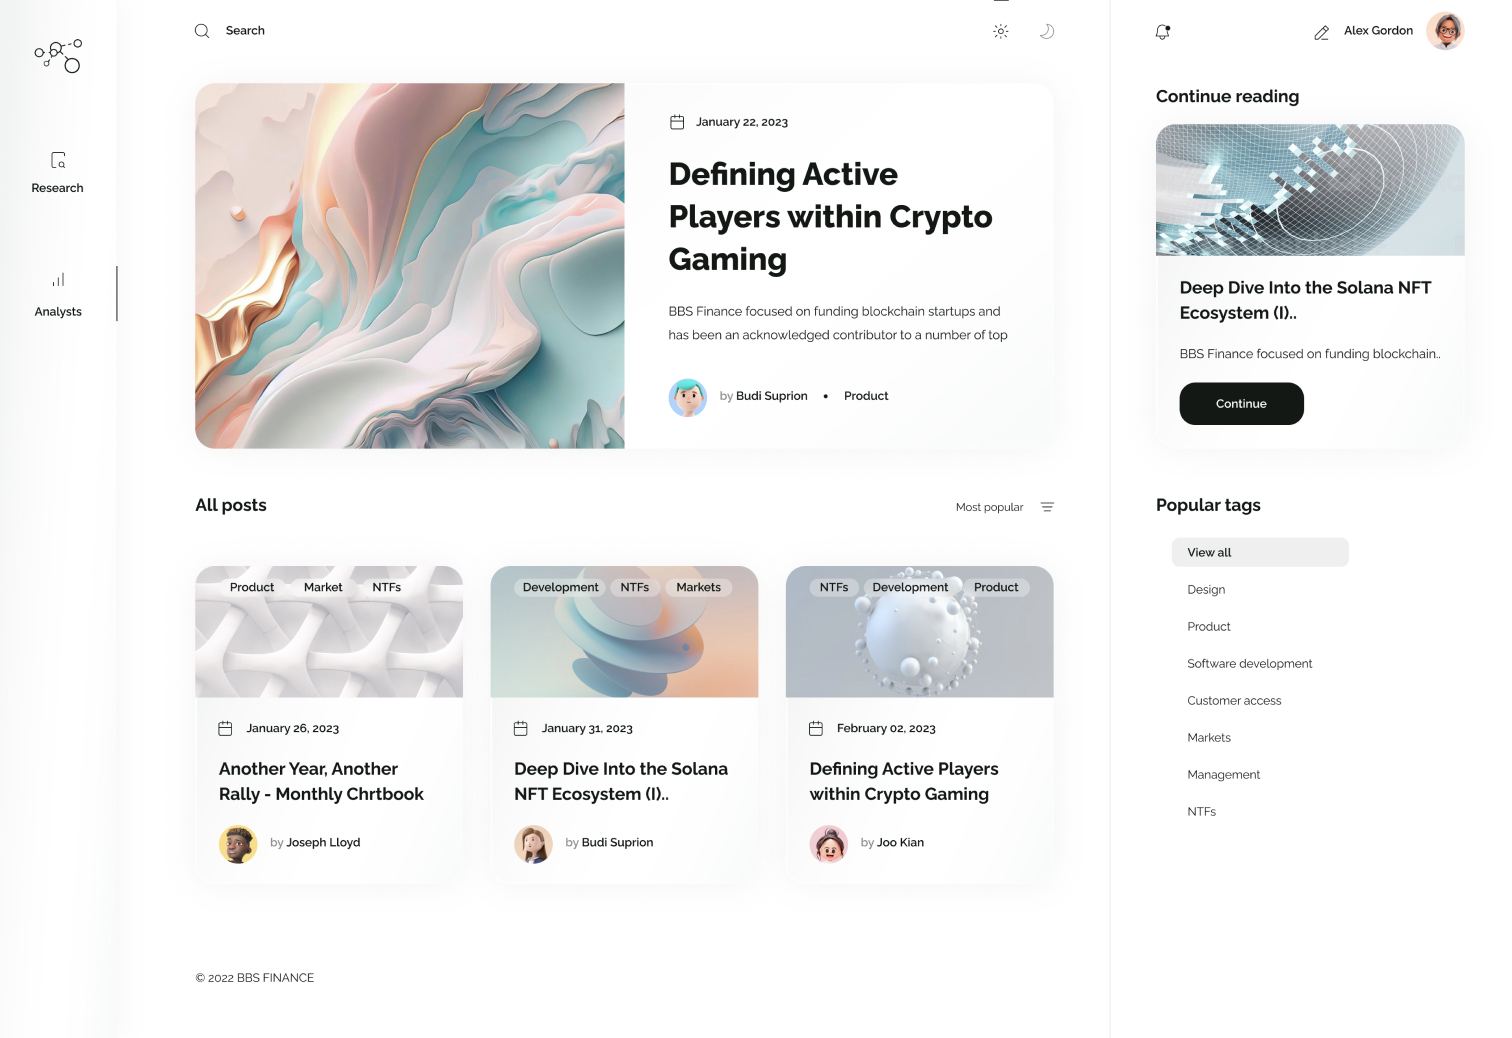 Search
Alex Gordon
Research
Analysts
January 22, 2023
Defining Active
Players within Crypto
Gaming
BBS Finance focused on funding blockchain startups and
has been an acknowledged contributor to a number of top
by Budi Suprion • Product
Continue reading
Deep Dive Into the Solana NFT
Ecosystem (I)..
BBS Finance focused on funding blockchain..
Continue
All posts
Most popular
Product Market NTFs
January 26, 2023
Another Year, Another
Rally - Monthly Chrtbook
by Joseph Lloyd
Development NTFs Markets
January 31, 2023
Deep Dive Into the Solana
NFT Ecosystem (I)..
by Budi Suprion
NTFs Development Product
February 02, 2023
Defining Active Players
within Crypto Gaming
by Joo Kian
Popular tags
View all
Design
Product
Software development
Customer access
Markets
Management
NTFs
© 2022 BBS FINANCE